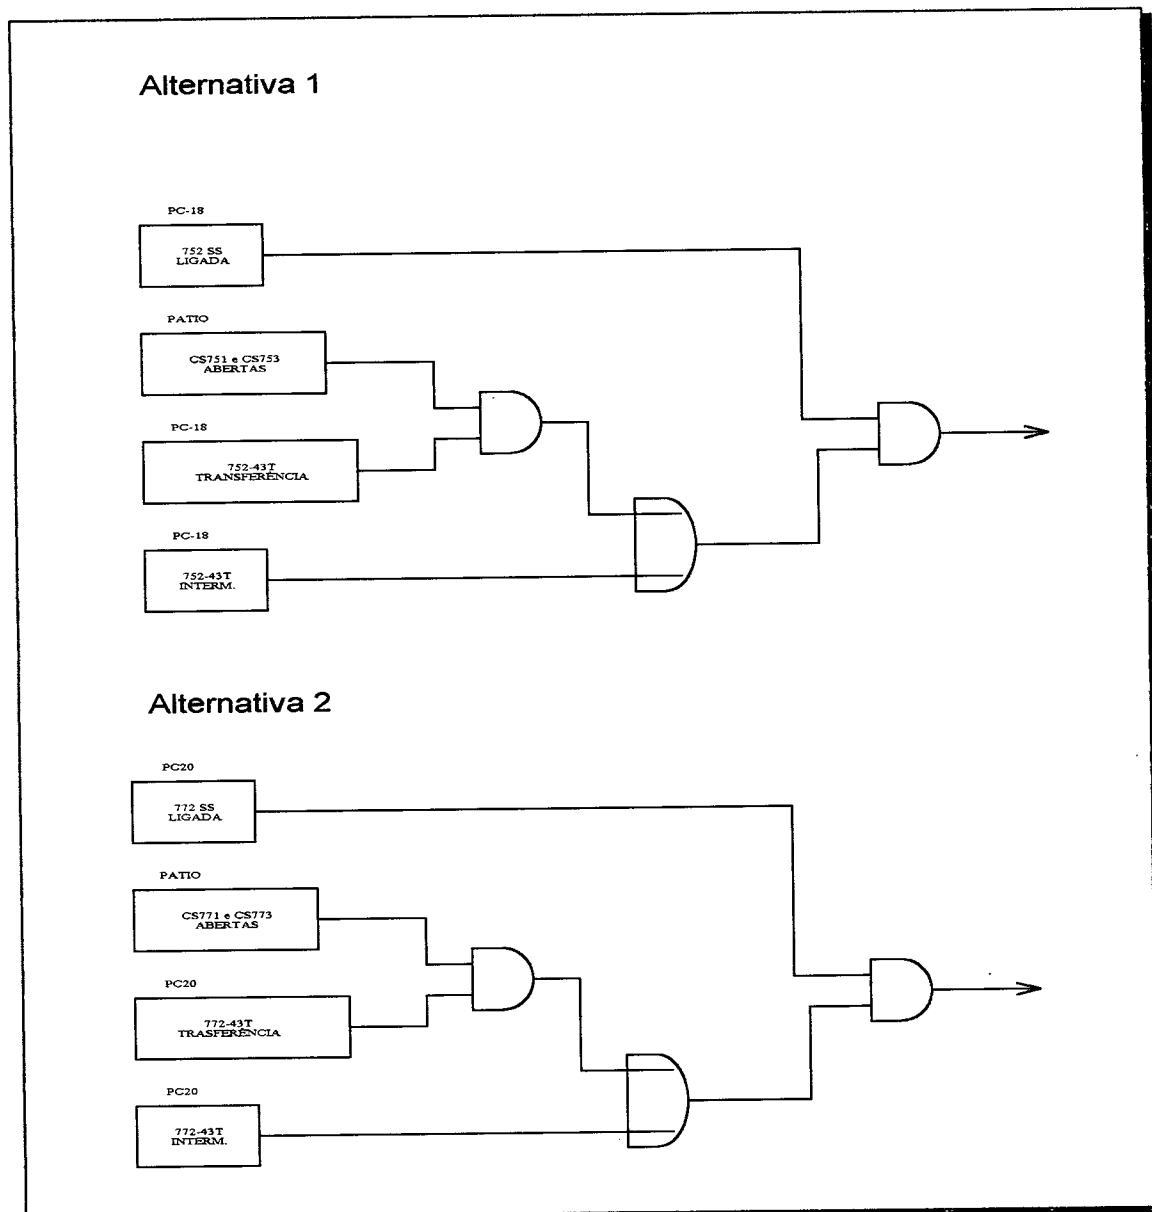 Alternativa 1
PC-18
752 SS
LIGADA
PATIO
CS751 e CS753
ABERTAS
PC-18
752-43T
TRANSFERÊNCIA
PC-18
752-43T
INTERM.
Alternativa 2
PC20
772 SS
LIGADA
PATIO
CS771 e CS773
ABERTAS
PC20
772-43T
TRASFERÊNCIA
PC20
772-43T
INTERM.